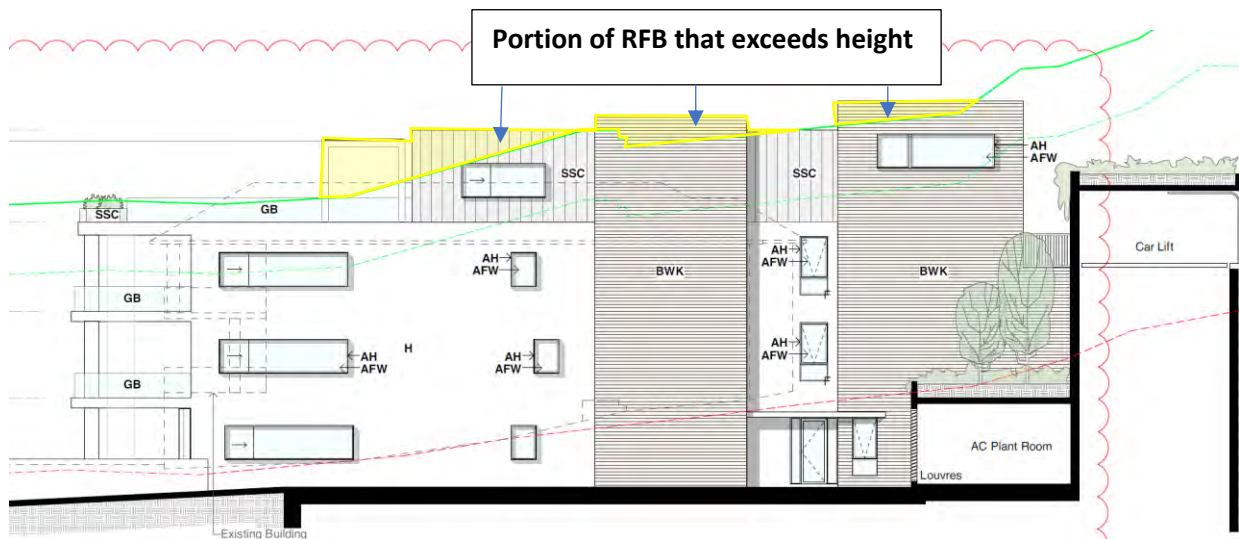 Portion of RFB that exceeds height
AH
AFW
SSC
SSC
SSC
GB
Car Lift
AH
AFW
AH
AFW
BWK
BWK
GB
AH
AFW
H
AH
AFW
AH
AFW
GB
AC Plant Room
Louvres
Existing Building